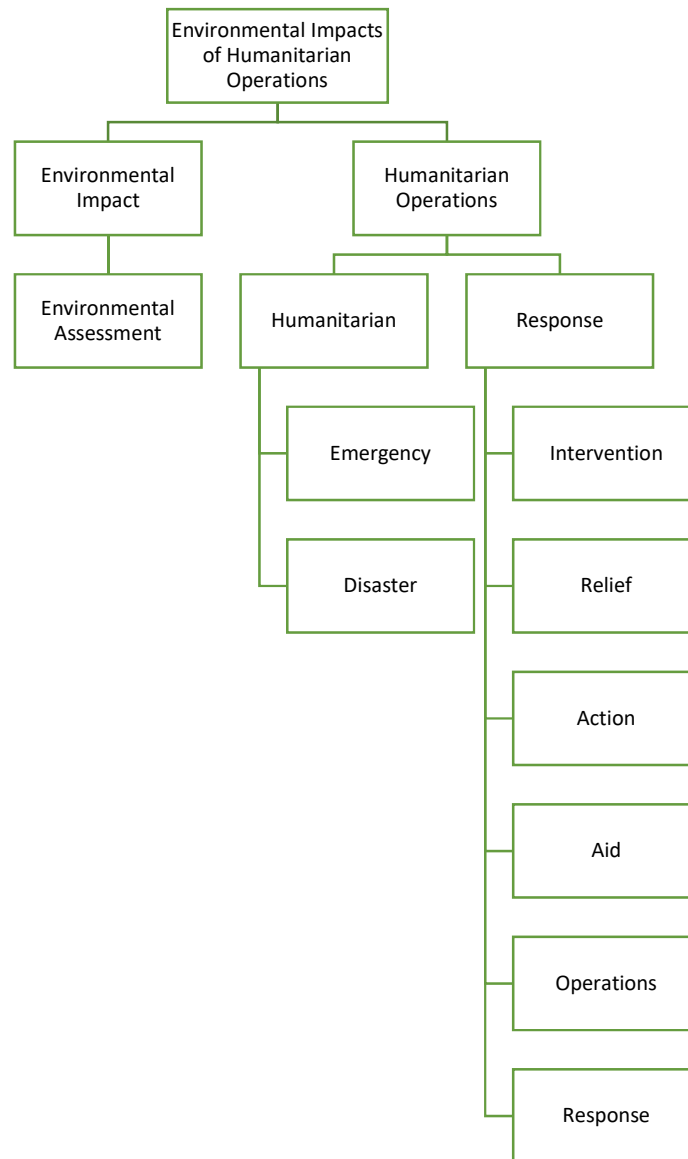 Environmental Impacts
of Humanitarian
Operations
Environmental
Impact
Humanitarian
Operations
Environmental
Assessment
Humanitarian
Response
Emergency
Intervention
Disaster
Relief
Action
Aid
Operations
Response